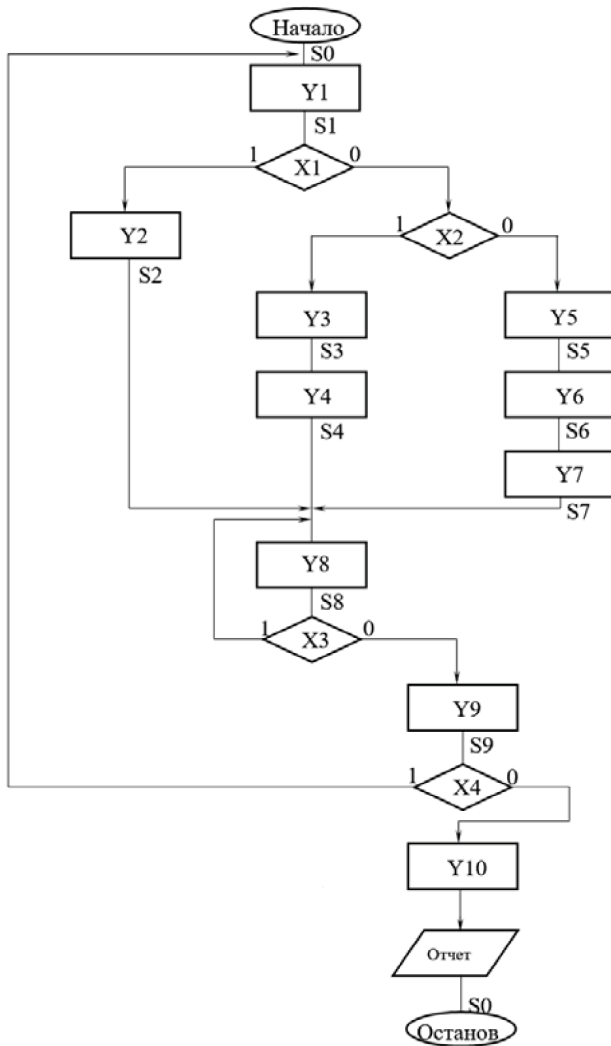 Начало
S0
Y1
S1
1 X1 0
Y2
S2
1 X2 0
Y3
S3
Y4
S4
Y5
S5
Y6
S6
Y7
S7
Y8
S8
1 X3 0
Y9
S9
1 X4 0
Y10
Отчет
S0
Останов